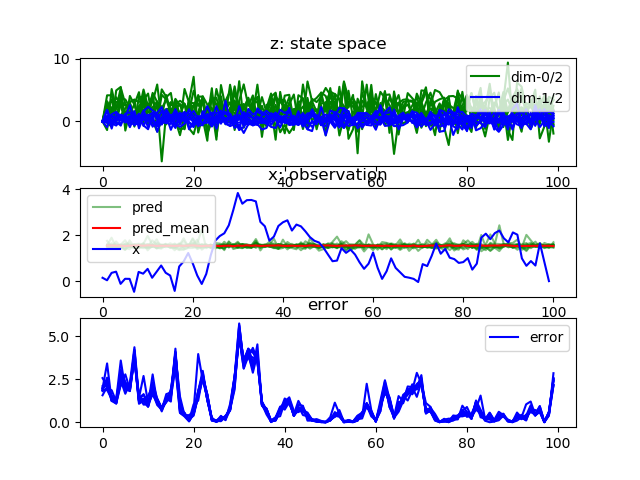 z: state space
10
0
dim-0/2
dim-1/2
0 20 40 60 80 100
x: observation
4
2
0
pred
pred_mean
x
0 20 40 60 80 100
error
5.0
2.5
0.0
error
0 20 40 60 80 100